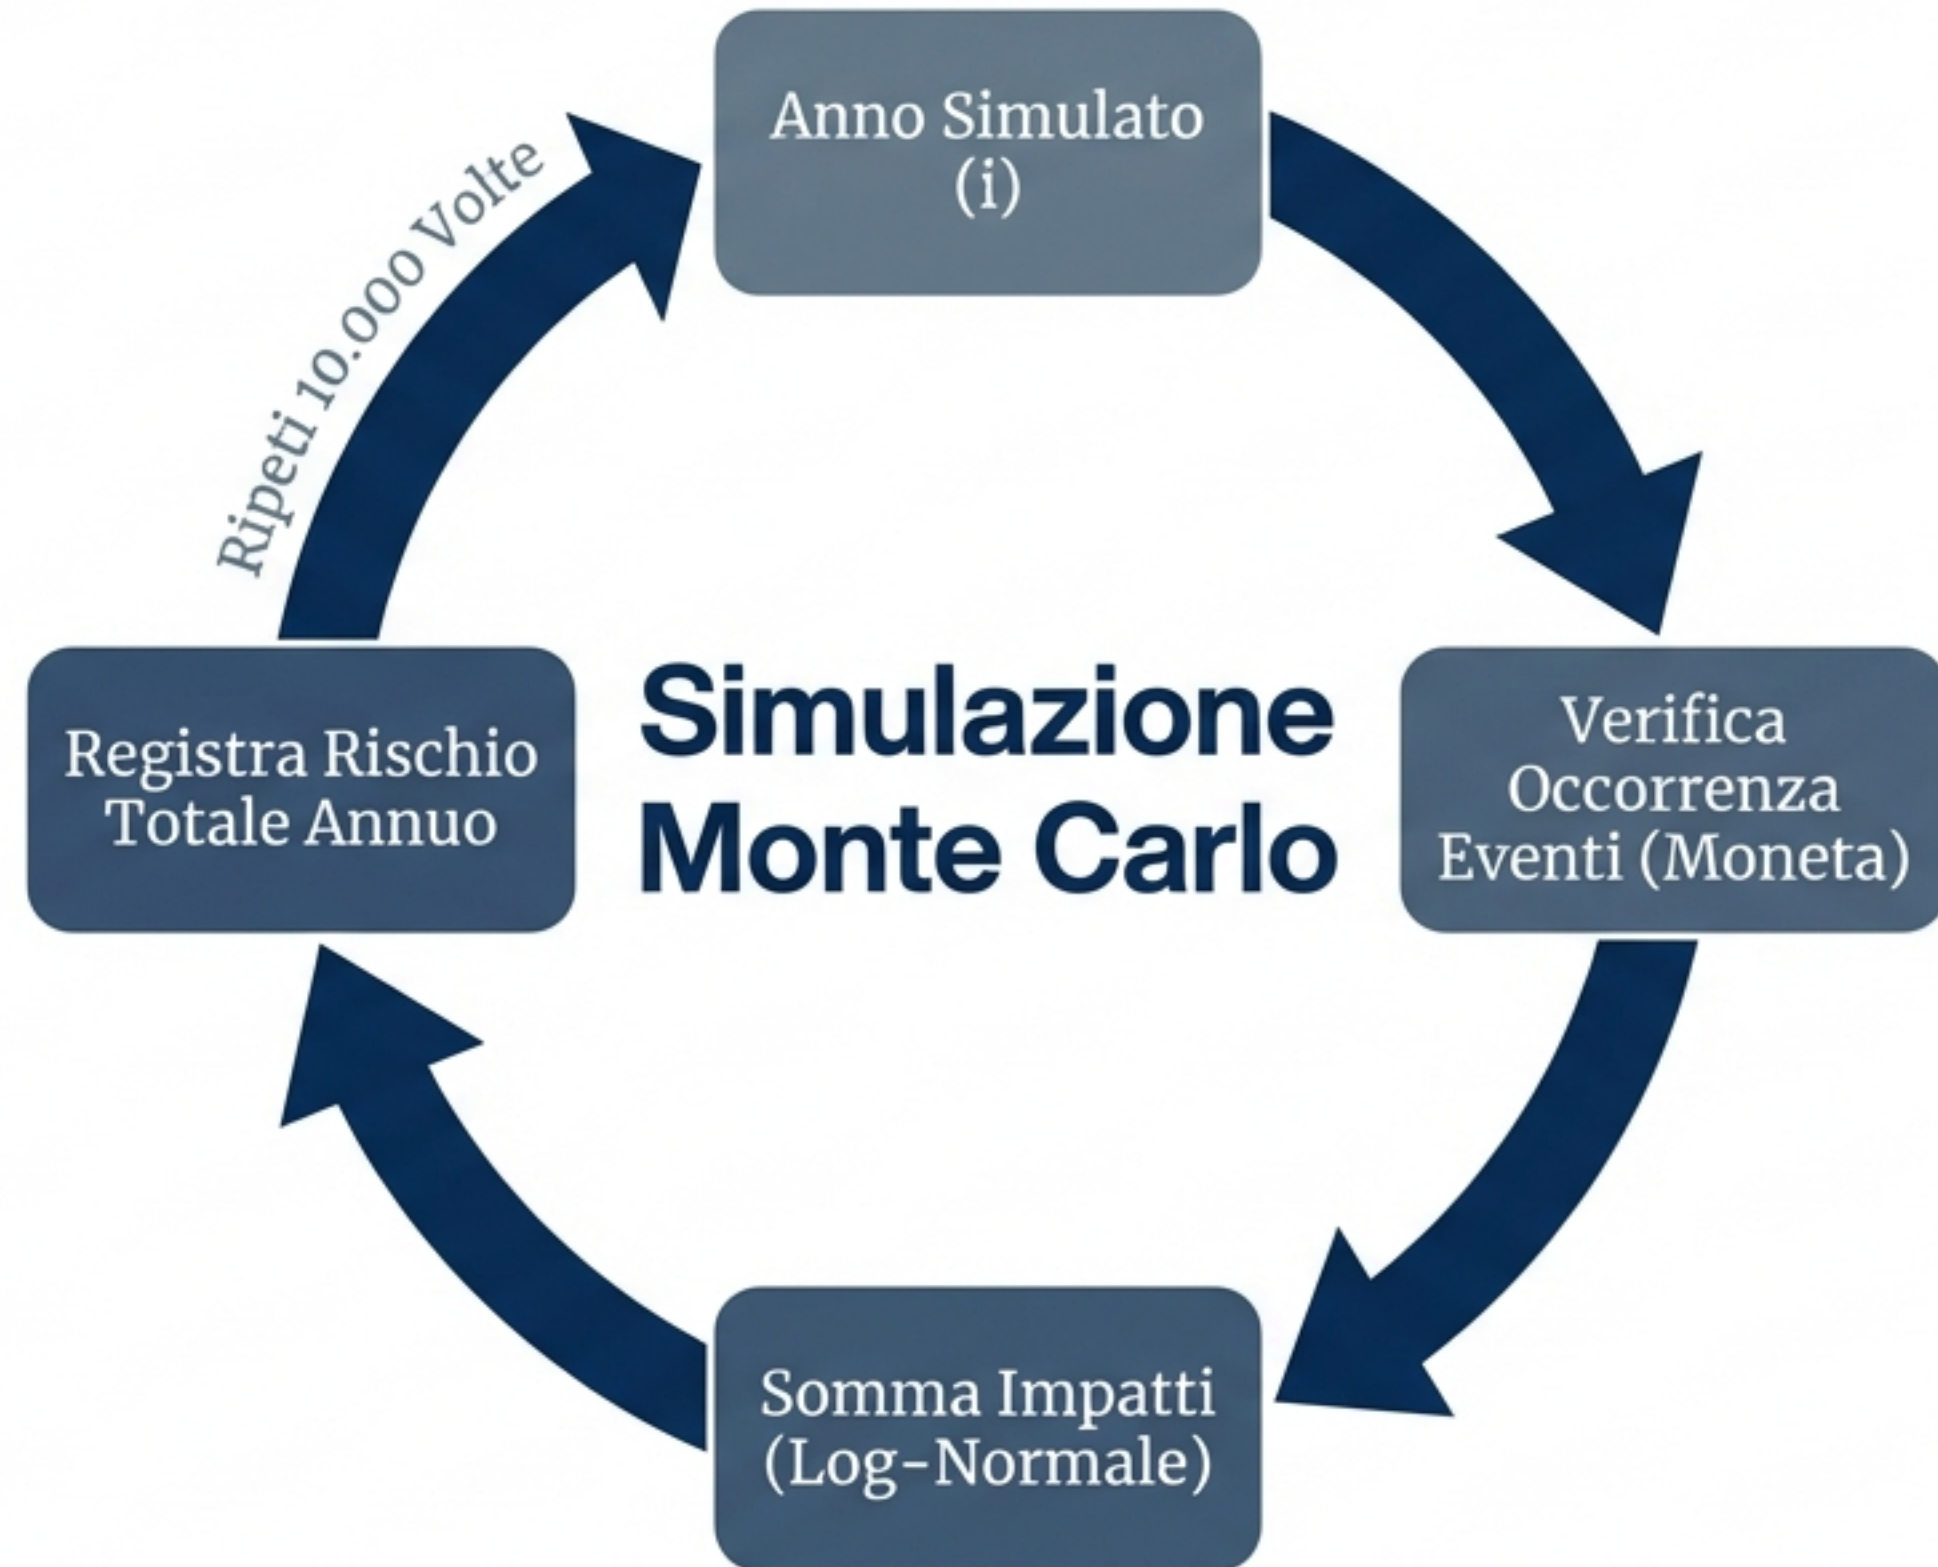 Anno Simulato
(i)
Ripeti 10.000 Volte
Registra Rischio
Totale Annuo
Simulazione
Monte Carlo
Verifica
Occorrenza
Eventi (Moneta)
Somma Impatti
(Log-Normale)